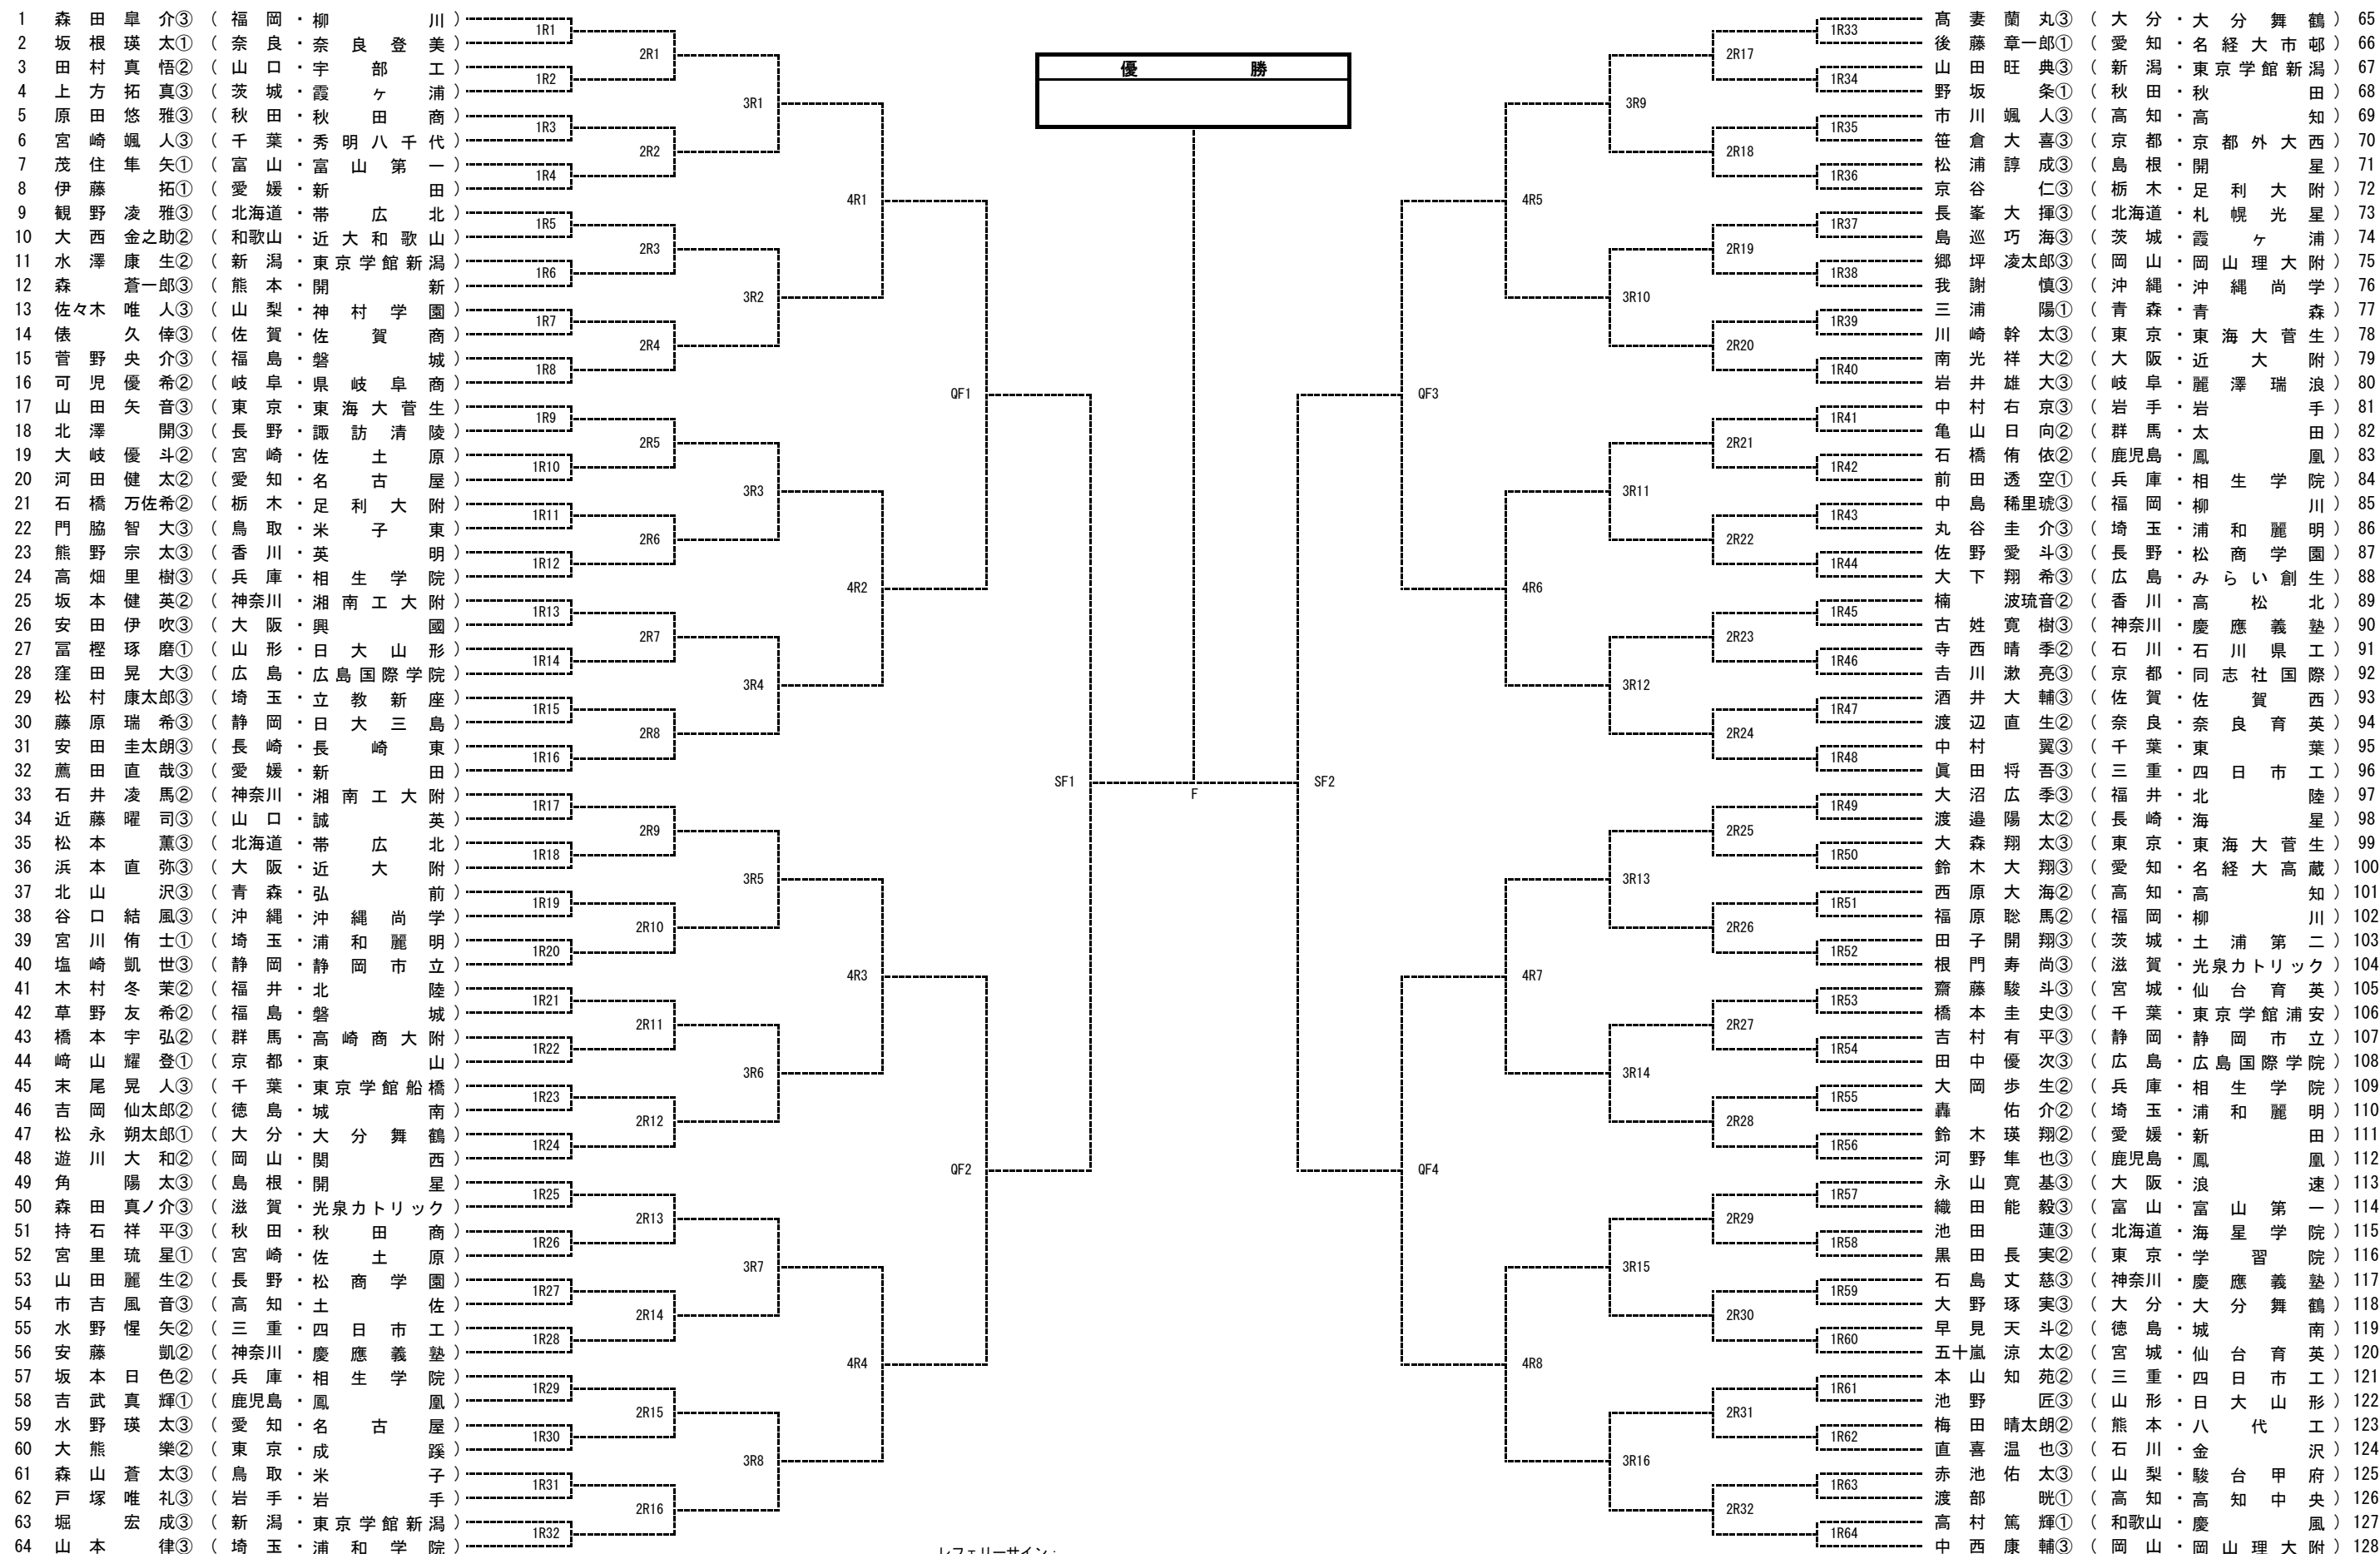 優勝
1 森田皐介③ (福岡・柳川)
2 坂根瑛太① (奈良・奈良登美)
3 田村真悟② (山口・宇部工)
4 上方拓真③ (茨城・霞ヶ浦)
5 原田悠雅③ (秋田・秋田商)
6 宮崎颯人③ (千葉・秀明八千代)
7 茂住隼矢① (富山・富山第一)
8 伊藤拓① (愛媛・新田)
9 観野凌雅③ (北海道・帯広北)
10 大西金之助② (和歌山・近大和歌山)
11 水澤康生② (新潟・東京学館新潟)
12 森蒼一郎③ (熊本・開新)
13 佐々木唯人③ (山梨・神村学園)
14 俵久倖③ (佐賀・佐賀商)
15 菅野央介③ (福島・磐城)
16 可児優希② (岐阜・県岐阜商)
17 山田矢音③ (東京・東海大菅生)
18 北澤開③ (長野・諏訪清陵)
19 大岐優斗② (宮崎・佐土原)
20 河田健太② (愛知・名古屋)
21 石橋万佐希② (栃木・足利大附)
22 門脇智大③ (鳥取・米子東)
23 熊野宗太③ (香川・英明)
24 高畑里樹③ (兵庫・相生学院)
25 坂本健英② (神奈川・湘南工大附)
26 安田伊吹③ (大阪・興國)
27 冨樫琢磨① (山形・日大山形)
28 窪田晃大③ (広島・広島国際学院)
29 松村康太郎③ (埼玉・立教新座)
30 藤原瑞希③ (静岡・日大三島)
31 安田圭太朗③ (長崎・長崎東)
32 薦田直哉③ (愛媛・新田)
33 石井凌馬② (神奈川・湘南工大附)
34 近藤曜司③ (山口・誠英)
35 松本薫③ (北海道・帯広北)
36 浜本直弥③ (大阪・近大附)
37 北山沢③ (青森・弘前)
38 谷口結風③ (沖縄・沖縄尚学)
39 宮川侑士① (埼玉・浦和麗明)
40 塩崎凱世③ (静岡・静岡市立)
41 木村冬茉② (福井・北陸)
42 草野友希② (福島・磐城)
43 橋本宇弘② (群馬・高崎商大附)
44 﨑山耀登① (京都・東山)
45 末尾晃人③ (千葉・東京学館船橋)
46 吉岡仙太郎② (徳島・城南)
47 松永朔太郎① (大分・大分舞鶴)
48 遊川大和② (岡山・関西)
49 角陽太③ (島根・開星)
50 森田真ノ介③ (滋賀・光泉カトリック)
51 持石祥平③ (秋田・秋田商)
52 宮里琉星① (宮崎・佐土原)
53 山田麗生② (長野・松商学園)
54 市吉風音③ (高知・土佐)
55 水野惺矢② (三重・四日市工)
56 安藤凱② (神奈川・慶應義塾)
57 坂本日色② (兵庫・相生学院)
58 吉武真輝① (鹿児島・鳳凰)
59 水野瑛太③ (愛知・名古屋)
60 大熊樂② (東京・成蹊)
61 森山蒼太③ (鳥取・米子)
62 戸塚唯礼③ (岩手・岩手)
63 堀宏成③ (新潟・東京学館新潟)
64 山本律③ (埼玉・浦和学院)
1R1
1R2
1R3
1R4
1R5
1R6
1R7
1R8
1R9
1R10
1R11
1R12
1R13
1R14
1R15
1R16
1R17
1R18
1R19
1R20
1R21
1R22
1R23
1R24
1R25
1R26
1R27
1R28
1R29
1R30
1R31
1R32
2R1
2R2
2R3
2R4
2R5
2R6
2R7
2R8
2R9
2R10
2R11
2R12
2R13
2R14
2R15
2R16
3R1
3R2
3R3
3R4
3R5
3R6
3R7
3R8
4R1
4R2
4R3
4R4
QF1
QF2
SF1
F
SF2
QF3
QF4
4R5
4R6
4R7
4R8
3R9
3R10
3R11
3R12
3R13
3R14
3R15
3R16
2R17
2R18
2R19
2R20
2R21
2R22
2R23
2R24
2R25
2R26
2R27
2R28
2R29
2R30
2R31
2R32
1R33
1R34
1R35
1R36
1R37
1R38
1R39
1R40
1R41
1R42
1R43
1R44
1R45
1R46
1R47
1R48
1R49
1R50
1R51
1R52
1R53
1R54
1R55
1R56
1R57
1R58
1R59
1R60
1R61
1R62
1R63
1R64
髙妻蘭丸③ (大分・大分舞鶴) 65
後藤章一郎① (愛知・名経大市邨) 66
山田旺典③ (新潟・東京学館新潟) 67
野坂条① (秋田・秋田) 68
市川颯人③ (高知・高知) 69
笹倉大喜③ (京都・京都外大西) 70
松浦諄成③ (島根・開星) 71
京谷仁③ (栃木・足利大附) 72
長峯大揮③ (北海道・札幌光星) 73
島巡巧海③ (茨城・霞ヶ浦) 74
郷坪凌太郎③ (岡山・岡山理大附) 75
我謝慎③ (沖縄・沖縄尚学) 76
三浦陽① (青森・青森) 77
川崎幹太③ (東京・東海大菅生) 78
南光祥大② (大阪・近大附) 79
岩井雄大③ (岐阜・麗澤瑞浪) 80
中村右京③ (岩手・岩手) 81
亀山日向② (群馬・太田) 82
石橋侑依② (鹿児島・鳳凰) 83
前田透空① (兵庫・相生学院) 84
中島稀里琥③ (福岡・柳川) 85
丸谷圭介③ (埼玉・浦和麗明) 86
佐野愛斗③ (長野・松商学園) 87
大下翔希③ (広島・みらい創生) 88
楠波琉音② (香川・高松北) 89
古姓寛樹③ (神奈川・慶應義塾) 90
寺西晴季② (石川・石川県工) 91
吉川漱亮③ (京都・同志社国際) 92
酒井大輔③ (佐賀・佐賀西) 93
渡辺直生② (奈良・奈良育英) 94
中村翼③ (千葉・東葉) 95
眞田将吾③ (三重・四日市工) 96
大沼広季③ (福井・北陸) 97
渡邉陽太② (長崎・海星) 98
大森翔太③ (東京・東海大菅生) 99
鈴木大翔③ (愛知・名経大高蔵) 100
西原大海② (高知・高知) 101
福原聡馬② (福岡・柳川) 102
田子開翔③ (茨城・土浦第二) 103
根門寿尚③ (滋賀・光泉カトリック) 104
齋藤駿斗③ (宮城・仙台育英) 105
橋本圭史③ (千葉・東京学館浦安) 106
吉村有平③ (静岡・静岡市立) 107
田中優次③ (広島・広島国際学院) 108
大岡歩生② (兵庫・相生学院) 109
轟佑介② (埼玉・浦和麗明) 110
鈴木瑛翔② (愛媛・新田) 111
河野隼也③ (鹿児島・鳳凰) 112
永山寛基③ (大阪・浪速) 113
織田能毅③ (富山・富山第一) 114
池田蓮③ (北海道・海星学院) 115
黒田長実② (東京・学習院) 116
石島丈慈③ (神奈川・慶應義塾) 117
大野琢実③ (大分・大分舞鶴) 118
早見天斗② (徳島・城南) 119
五十嵐涼太② (宮城・仙台育英) 120
本山知苑② (三重・四日市工) 121
池野匠③ (山形・日大山形) 122
梅田晴太朗② (熊本・八代工) 123
直喜温也③ (石川・金沢) 124
赤池佑太③ (山梨・駿台甲府) 125
渡部晄① (高知・高知中央) 126
高村篤輝① (和歌山・慶風) 127
中西康輔③ (岡山・岡山理大附) 128
レフェリーサイン：